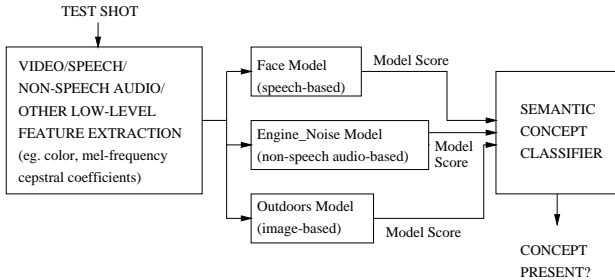 TEST SHOT
VIDEO/SPEECH/
NON-SPEECH AUDIO/
OTHER LOW-LEVEL
FEATURE EXTRACTION
(eg. color, mel-frequency
cepstral coefficients)
Face Model
(speech-based)
Model Score
Engine_Noise Model
(non-speech audio-based)
Model
Score
Outdoors Model
(image-based)
Model Score
SEMANTIC
CONCEPT
CLASSIFIER
CONCEPT
PRESENT?